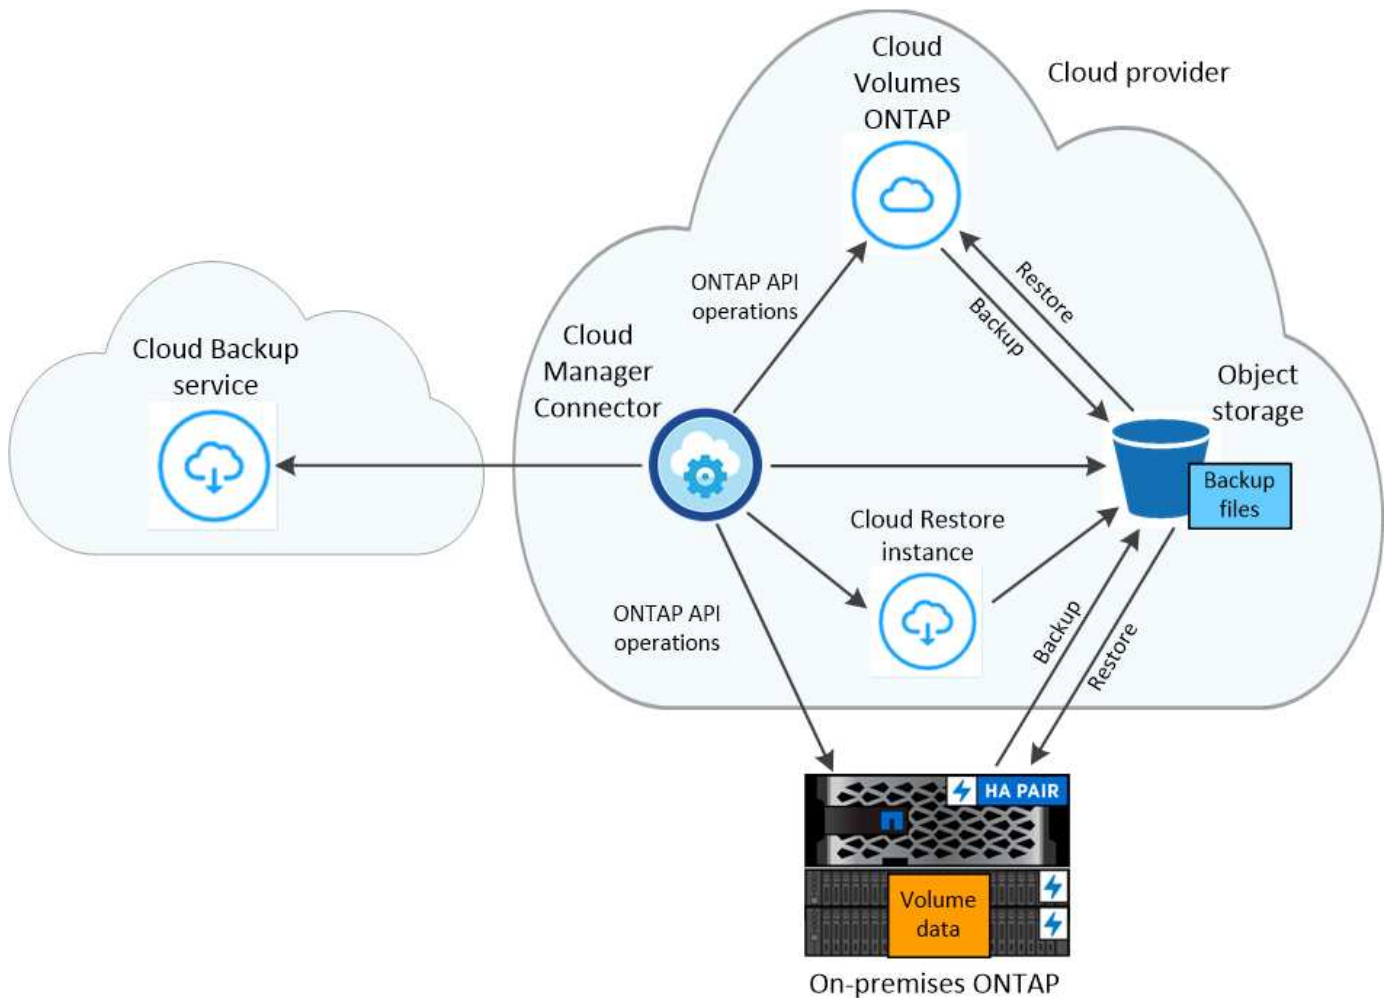 Cloud
Volumes
ONTAP
Cloud provider
ONTAP API
operations
Restore
Backup
Cloud
Manager
Connector
Cloud Backup
service
Object
storage
Backup
files
Cloud Restore
instance
ONTAP API
operations
Backup
Restore
HA PAIR
Volume
data
On-premises ONTAP